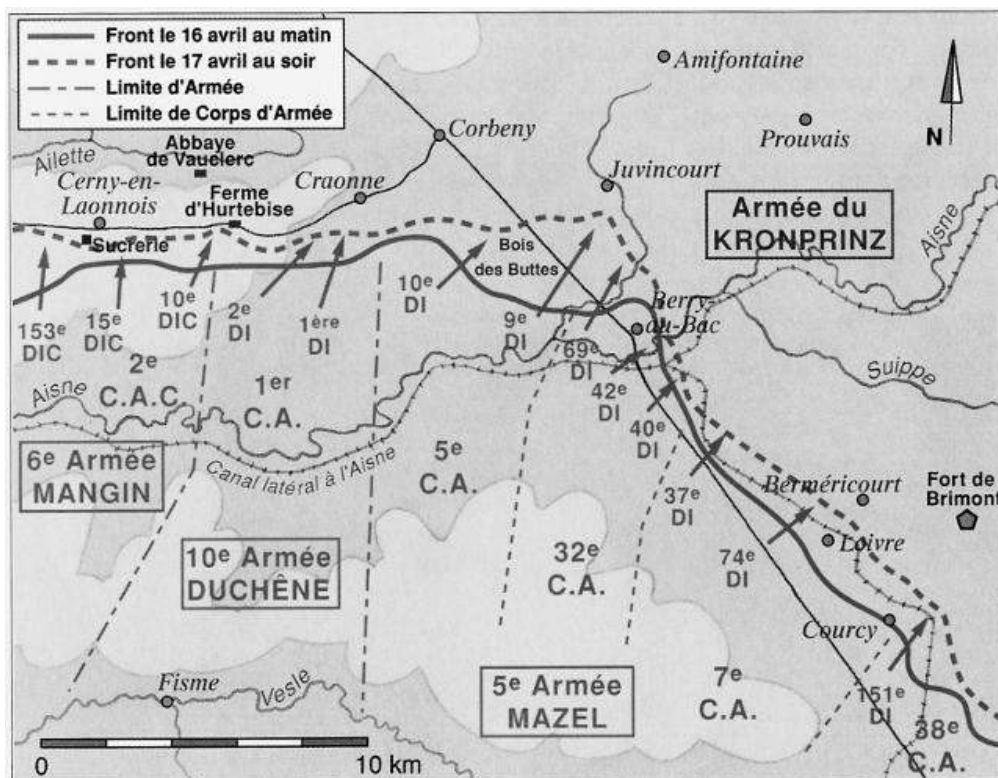 Front le 16 avril au matin
Front le 17 avril au soir
Limite d'Armée
Limite de Corps d'Armée
Amifontaine
Prouvais
N
Corbeny
Ailette
Abbaye
de Vauclerc
Juvincourt
Cerny-en-
Laonnois
Craonne
Ferme
d'Hurtebise
Sucrerie
Armée du
KRONPRINZ
Aisne
Bois
des Buttes
153e
DIC
15e
DIC
10e
DIC
2e
DI
1ère
DI
10e
DI
9e
DI
69e
DI
Berry-
au-Bac
42e
DI
40e
DI
Suippe
2e
C.A.C.
1er
C.A.
Aisne
6e Armée
MANGIN
Canal latéral à l'Aisne
5e
C.A.
37e
DI
Berméricourt
Fort de
Brimont
10e Armée
DUCHÊNE
32e
C.A.
74e
DI
Loivre
Courcy
Fisme
Vesle
5e Armée
MAZEL
7e
C.A.
151e
DI
38e
C.A.
0
10 km